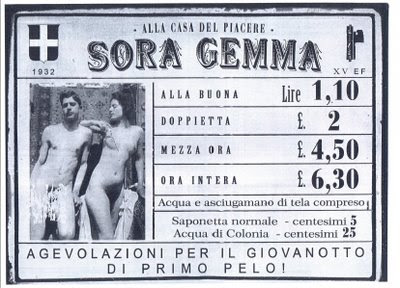 - ALLA CASA DEL PIACERE -
SORA GEMMA
1932
XV EF
ALLA BUONA Lire 1,10
DOPPIETTA £. 2
MEZZA ORA £. 4,50
ORA INTERA £. 6,30
Acqua e asciugamano di tela compreso
Saponetta normale - centesimi 5
Acqua di Colonia - centesimi 25
AGEVOLAZIONI PER IL GIOVANOTTO
DI PRIMO PELO!